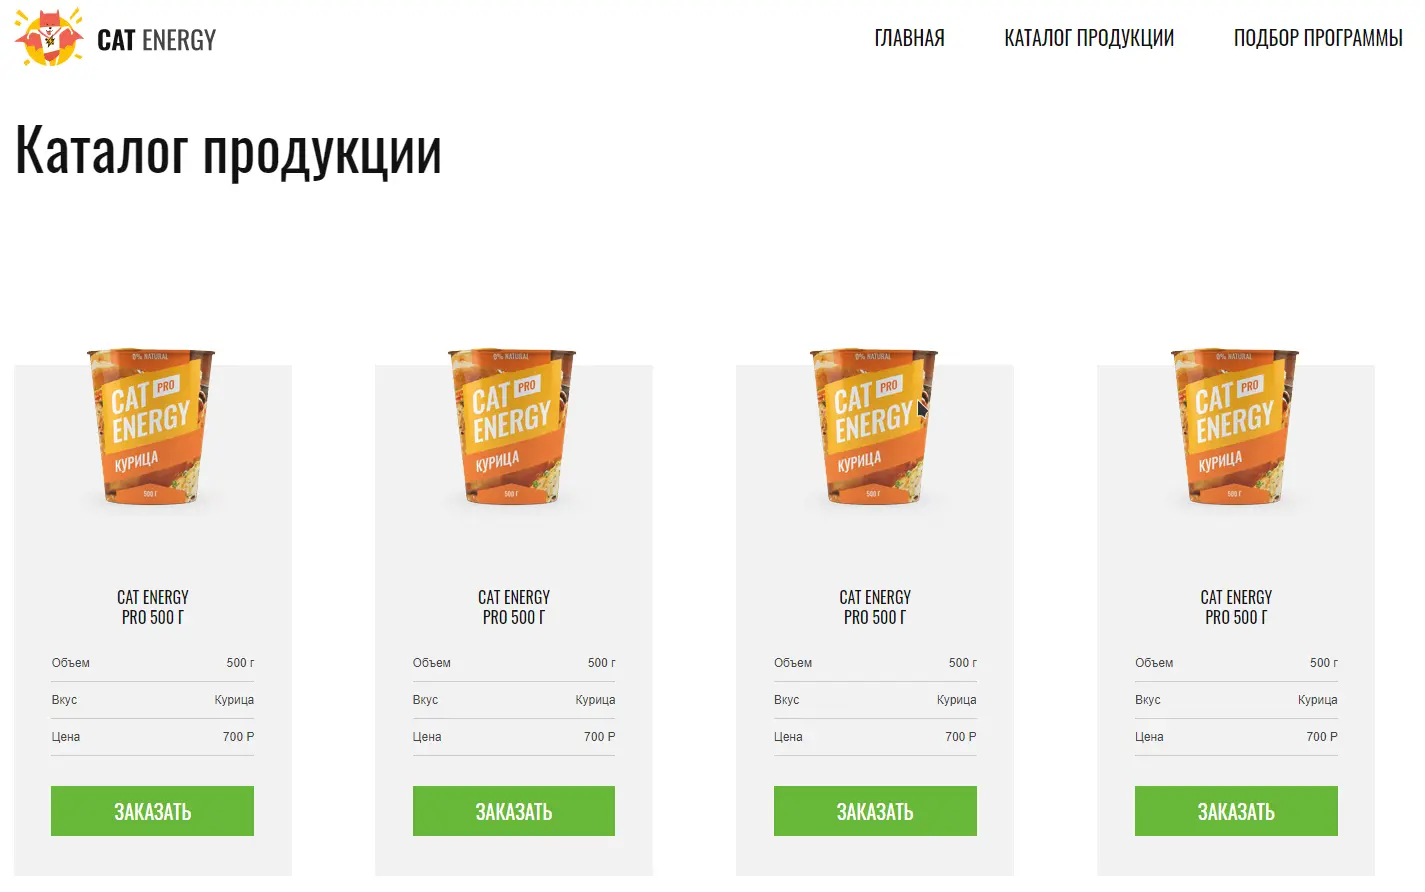 CAT ENERGY
ГЛАВНАЯ
КАТАЛОГ ПРОДУКЦИИ
ПОДБОР ПРОГРАММЫ
Каталог продукции
0% NATURAL
CAT PRO
ENERGY
КУРИЦА
500 Г
CAT ENERGY
PRO 500 Г
Объем 500 г
Вкус Курица
Цена 700 Р
ЗАКАЗАТЬ
0% NATURAL
CAT PRO
ENERGY
КУРИЦА
500 Г
CAT ENERGY
PRO 500 Г
Объем 500 г
Вкус Курица
Цена 700 Р
ЗАКАЗАТЬ
0% NATURAL
CAT PRO
ENERGY
КУРИЦА
500 Г
CAT ENERGY
PRO 500 Г
Объем 500 г
Вкус Курица
Цена 700 Р
ЗАКАЗАТЬ
0% NATURAL
CAT PRO
ENERGY
КУРИЦА
500 Г
CAT ENERGY
PRO 500 Г
Объем 500 г
Вкус Курица
Цена 700 Р
ЗАКАЗАТЬ